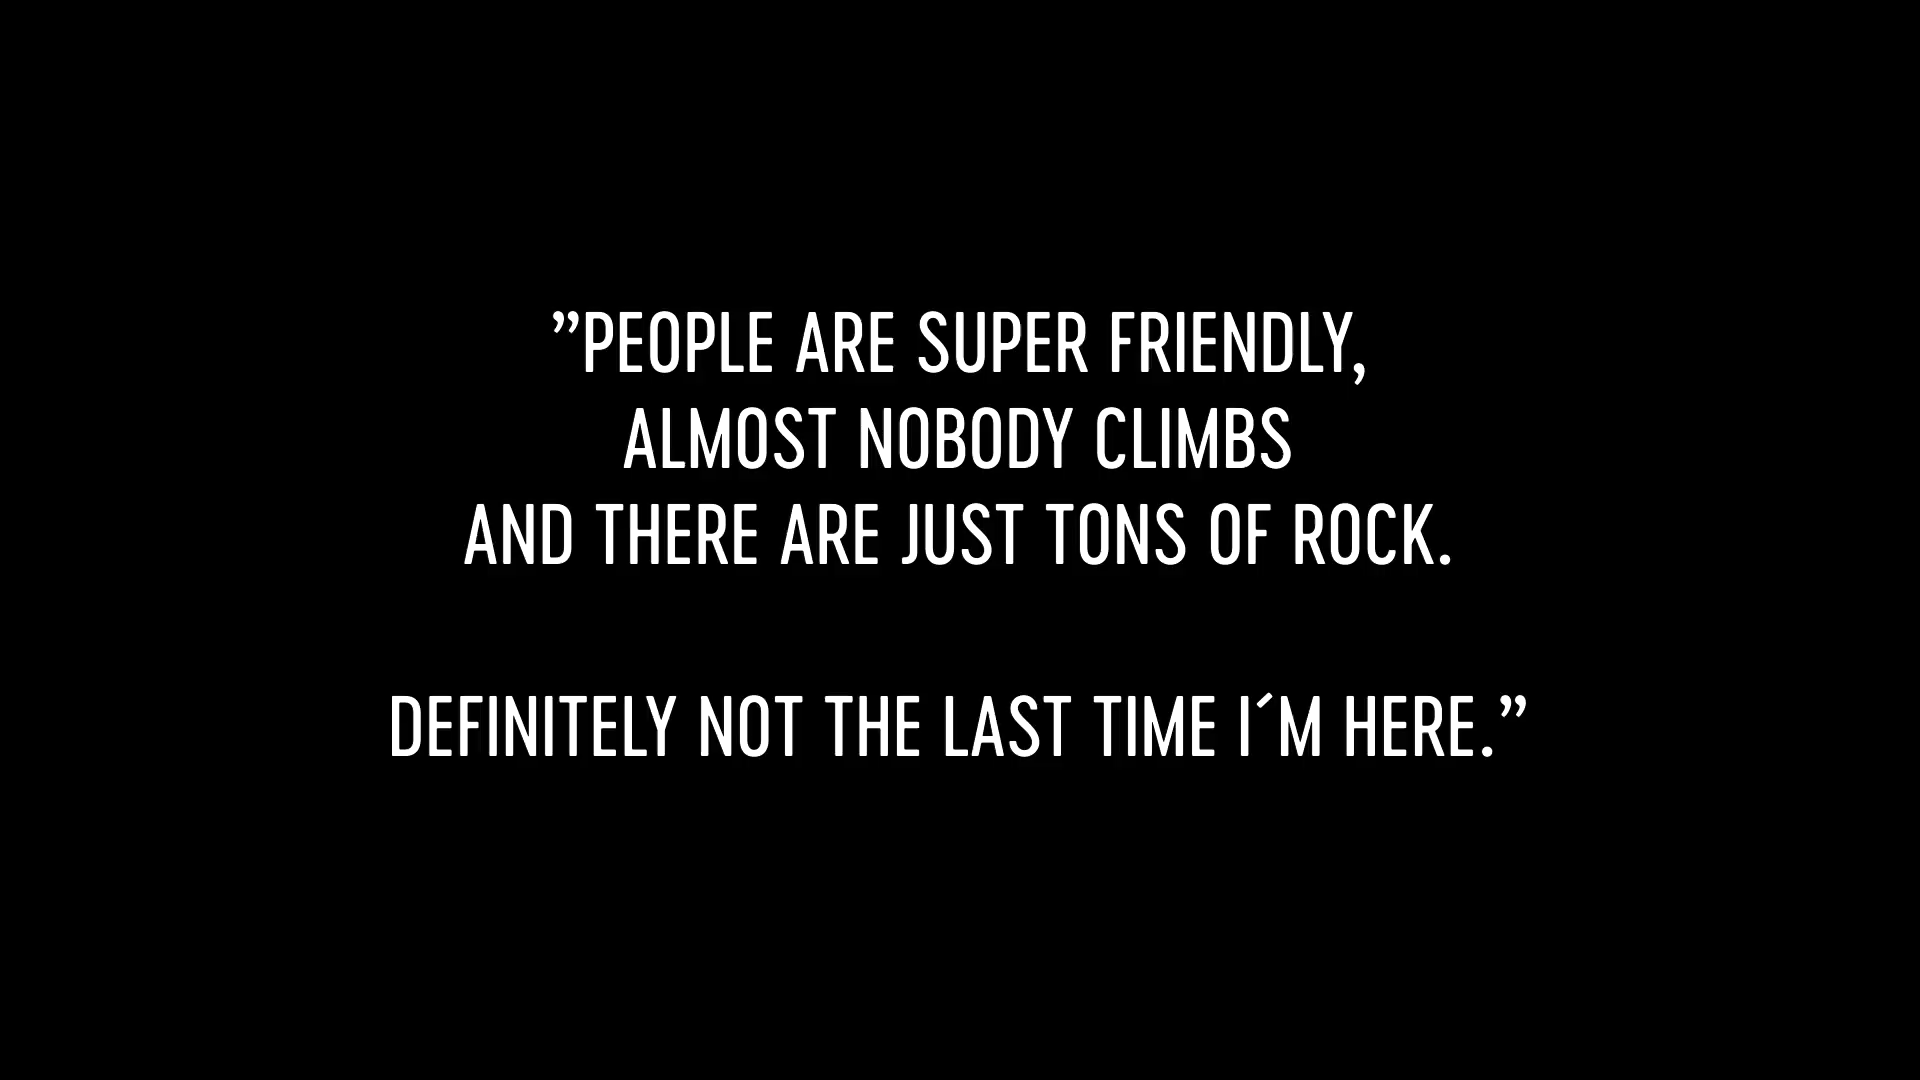 ”PEOPLE ARE SUPER FRIENDLY,
ALMOST NOBODY CLIMBS
AND THERE ARE JUST TONS OF ROCK.
DEFINITELY NOT THE LAST TIME I´M HERE.”